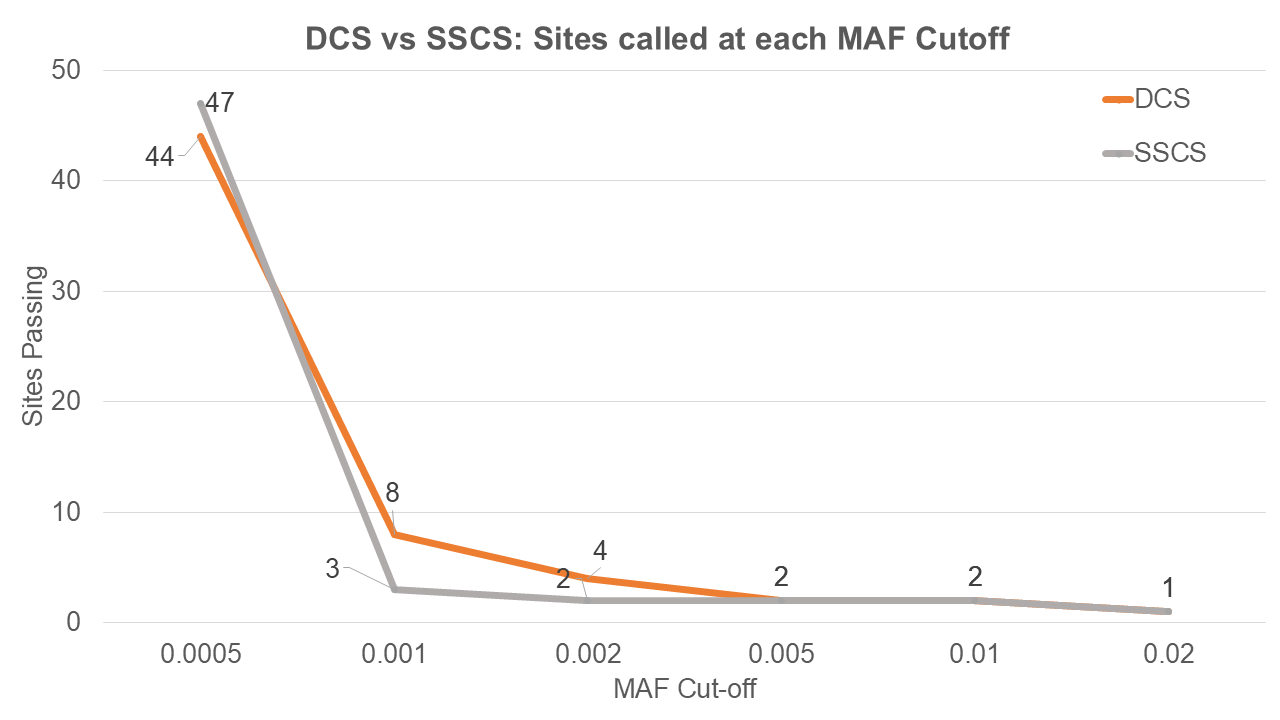 DCS vs SSCS: Sites called at each MAF Cutoff
50
40
30
20
10
0
Sites Passing
DCS
SSCS
47
44
8
3
4
2
2
2
1
0.0005 0.001 0.002 0.005 0.01 0.02
MAF Cut-off